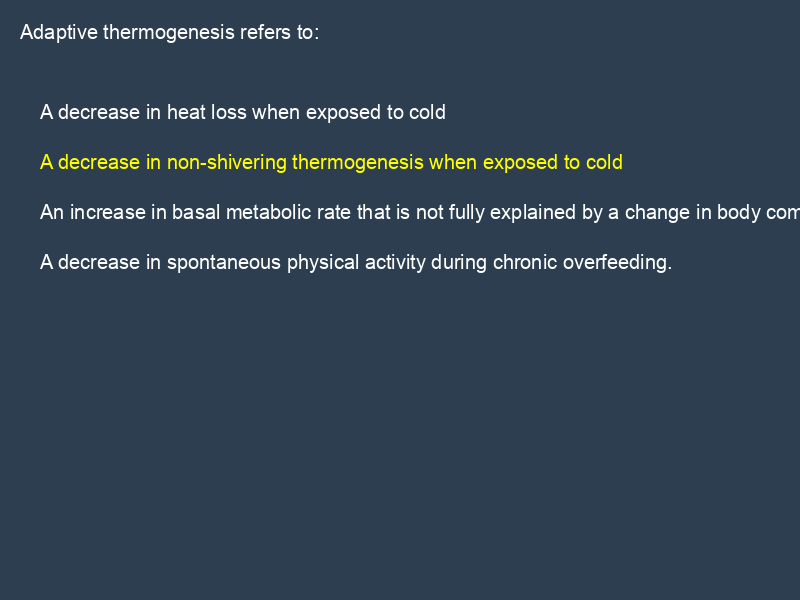 Adaptive thermogenesis refers to:
A decrease in heat loss when exposed to cold
A decrease in non-shivering thermogenesis when exposed to cold
An increase in basal metabolic rate that is not fully explained by a change in body
A decrease in spontaneous physical activity during chronic overfeeding.